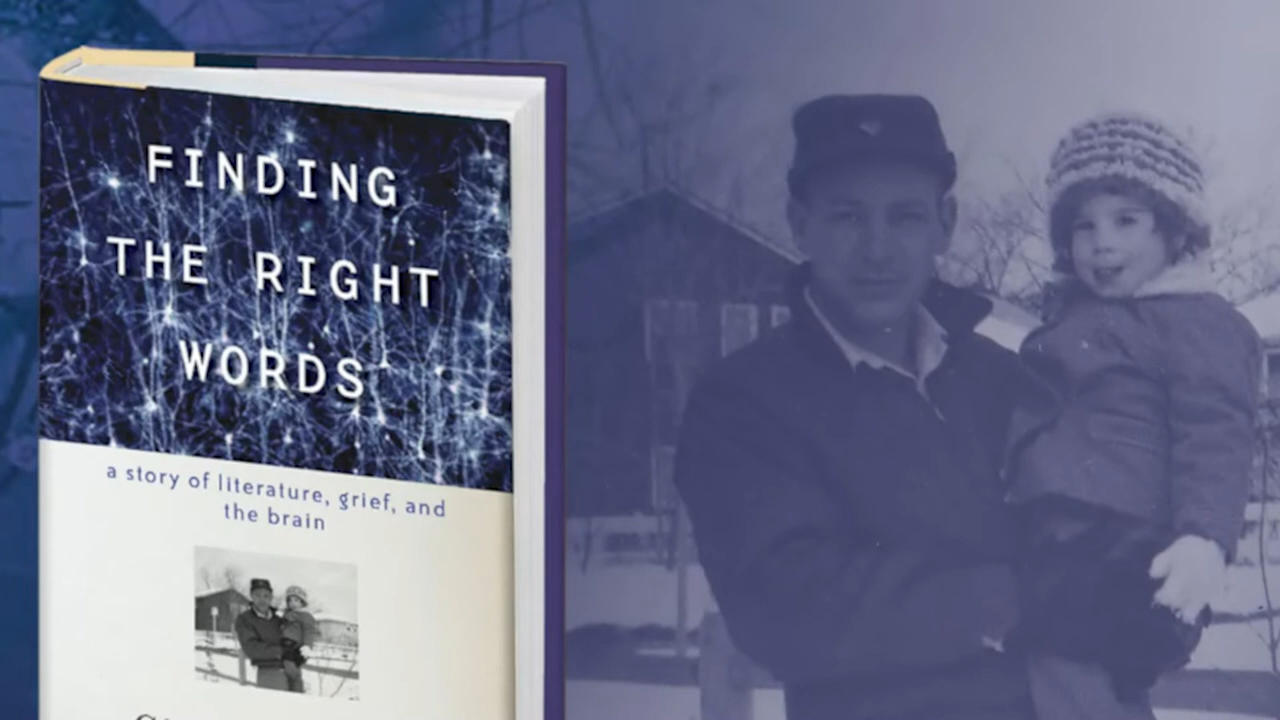 FINDING
THE RIGHT
WORDS
a story of literature, grief, and
the brain